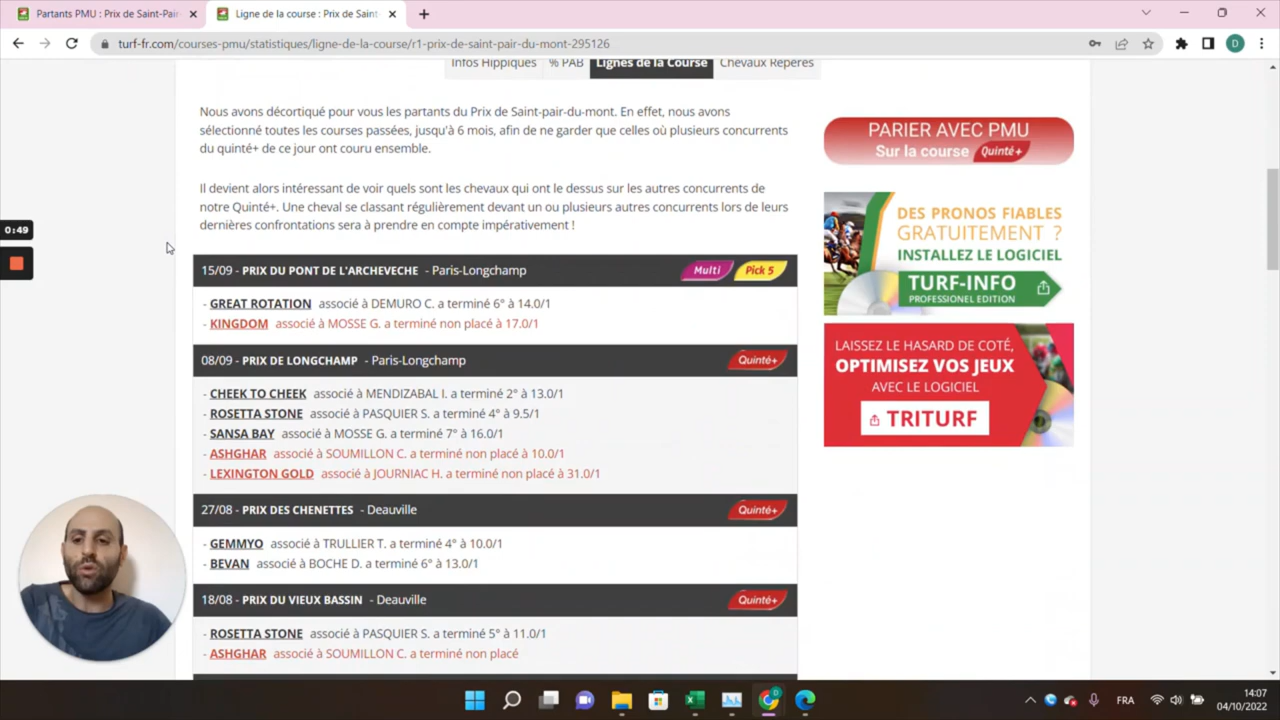 Partants PMU : Prix de Saint-Pair
Ligne de la course : Prix de Saint
turf-fr.com/courses-pmu/statistiques/ligne-de-la-course/r1-prix-de-saint-pair-du-mont-295126
D
Infos Hippiques
% PAB
Lignes de la Course
Chevaux Repères
Nous avons décortiqué pour vous les partants du Prix de Saint-pair-du-mont. En effet, nous avons
sélectionné toutes les courses passées, jusqu'à 6 mois, afin de ne garder que celles où plusieurs concurrents
du quinté+ de ce jour ont couru ensemble.
Il devient alors intéressant de voir quels sont les chevaux qui ont le dessus sur les autres concurrents de
notre Quinté+. Une cheval se classant régulièrement devant un ou plusieurs autres concurrents lors de leurs
dernières confrontations sera à prendre en compte impérativement !
0:49
15/09 - PRIX DU PONT DE L'ARCHEVECHE - Paris-Longchamp Multi Pick 5
- GREAT ROTATION associé à DEMURO C. a terminé 6° à 14.0/1
- KINGDOM associé à MOSSE G. a terminé non placé à 17.0/1
08/09 - PRIX DE LONGCHAMP - Paris-Longchamp Quinté+
- CHEEK TO CHEEK associé à MENDIZABAL I. a terminé 2° à 13.0/1
- ROSETTA STONE associé à PASQUIER S. a terminé 4° à 9.5/1
- SANSA BAY associé à MOSSE G. a terminé 7° à 16.0/1
- ASHGHAR associé à SOUMILLON C. a terminé non placé à 10.0/1
- LEXINGTON GOLD associé à JOURNIAC H. a terminé non placé à 31.0/1
27/08 - PRIX DES CHENETTES - Deauville Quinté+
- GEMMYO associé à TRULLIER T. a terminé 4° à 10.0/1
- BEVAN associé à BOCHE D. a terminé 6° à 13.0/1
18/08 - PRIX DU VIEUX BASSIN - Deauville Quinté+
- ROSETTA STONE associé à PASQUIER S. a terminé 5° à 11.0/1
- ASHGHAR associé à SOUMILLON C. a terminé non placé
PARIER AVEC PMU
Sur la course Quinté+
DES PRONOS FIABLES
GRATUITEMENT ?
INSTALLEZ LE LOGICIEL
TURF-INFO
PROFESIONEL EDITION
LAISSEZ LE HASARD DE COTÉ,
OPTIMISEZ VOS JEUX
AVEC LE LOGICIEL
TRITURF
FRA
14:07
04/10/2022